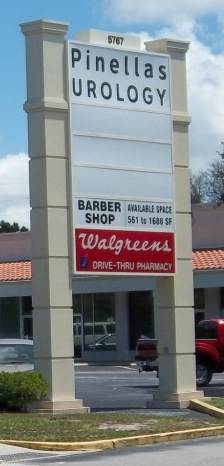 5767
Pinellas
UROLOGY
BARBER
SHOP
AVAILABLE SPACE
561 to 1688 SF
Walgreens
DRIVE-THRU PHARMACY